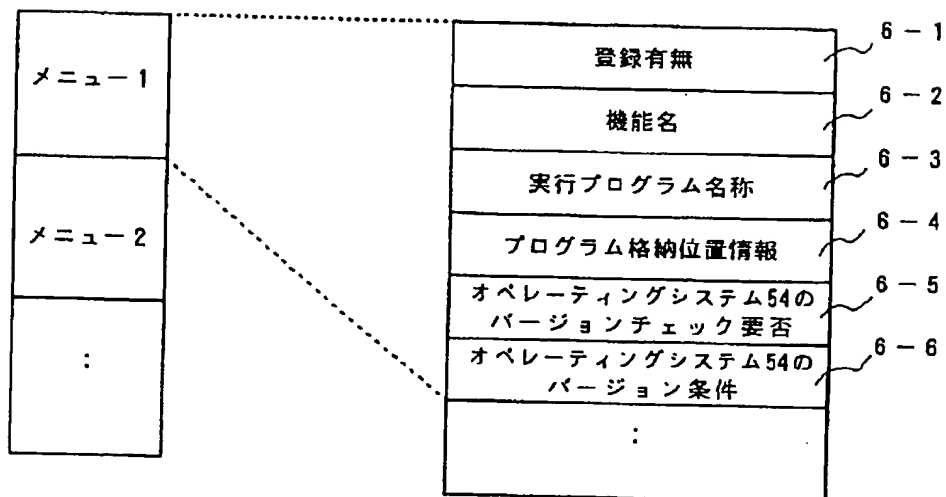 メニュー1
メニュー2
:
登録有無
6-1
機能名
6-2
実行プログラム名称
6-3
プログラム格納位置情報
6-4
オペレーティングシステム54の
バージョンチェック要否
6-5
オペレーティングシステム54の
バージョン条件
6-6
: